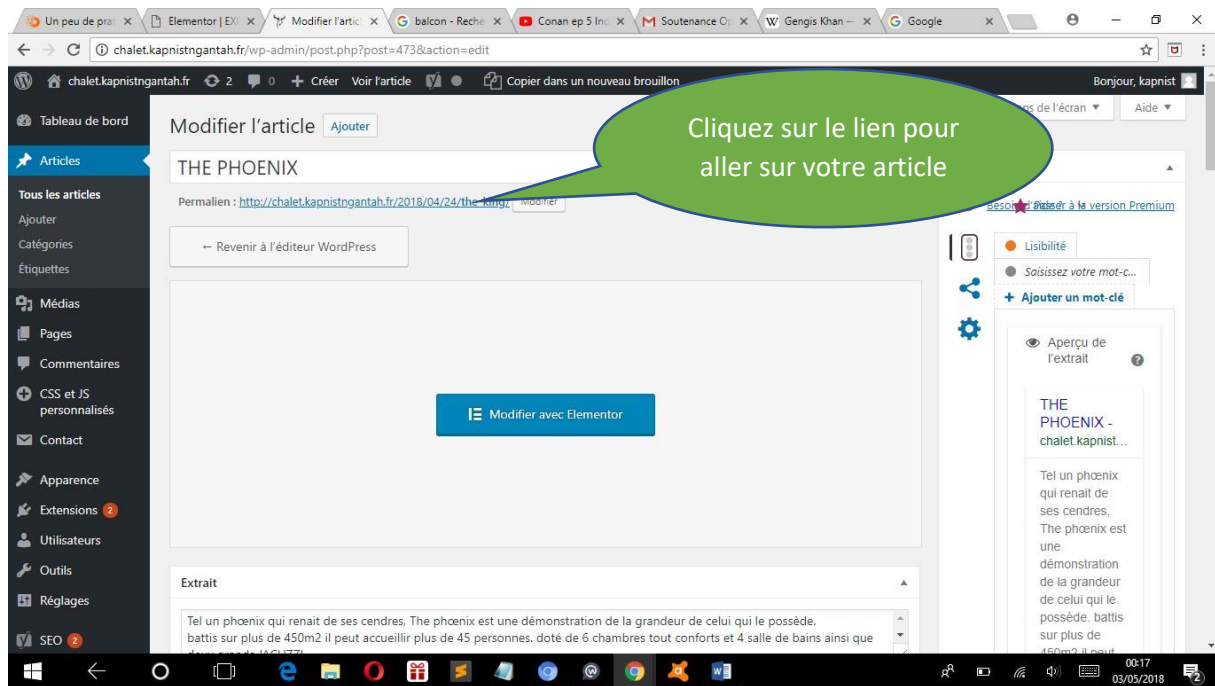 Un peu de prat
Elementor | EX
Modifier l'artic
balcon - Reche
Conan ep 5 Inc
Soutenance O
Gengis Khan —
Google
chalet.kapnistngantah.fr/wp-admin/post.php?post=473&action=edit
chalet.kapnistngantah.fr 2 0 + Créer Voir l'article Copier dans un nouveau brouillon Bonjour, kapnist
Cliquez sur le lien pour
aller sur votre article
ns de l'écran ▼ Aide ▼
Tableau de bord
Articles
Tous les articles
Ajouter
Catégories
Étiquettes
Médias
Pages
Commentaires
CSS et JS
personnalisés
Contact
Apparence
Extensions 2
Utilisateurs
Outils
Réglages
SEO 2
Modifier l'article Ajouter
THE PHOENIX
Permalien : http://chalet.kapnistngantah.fr/2018/04/24/the-king/ Modifier
← Revenir à l'éditeur WordPress
Modifier avec Elementor
Extrait
Tel un phœnix qui renait de ses cendres, The phœnix est une démonstration de la grandeur de celui qui le possède.
battis sur plus de 450m2 il peut accueillir plus de 45 personnes. doté de 6 chambres tout conforts et 4 salle de bains ainsi que
à la version Premium
Lisibilité
Saisissez votre mot-c...
+ Ajouter un mot-clé
Aperçu de
l'extrait
THE
PHOENIX -
chalet.kapnist...
Tel un phœnix
qui renait de
ses cendres,
The phœnix est
une
démonstration
de la grandeur
de celui qui le
possède. battis
sur plus de
450m2 il peut
00:17
03/05/2018
2